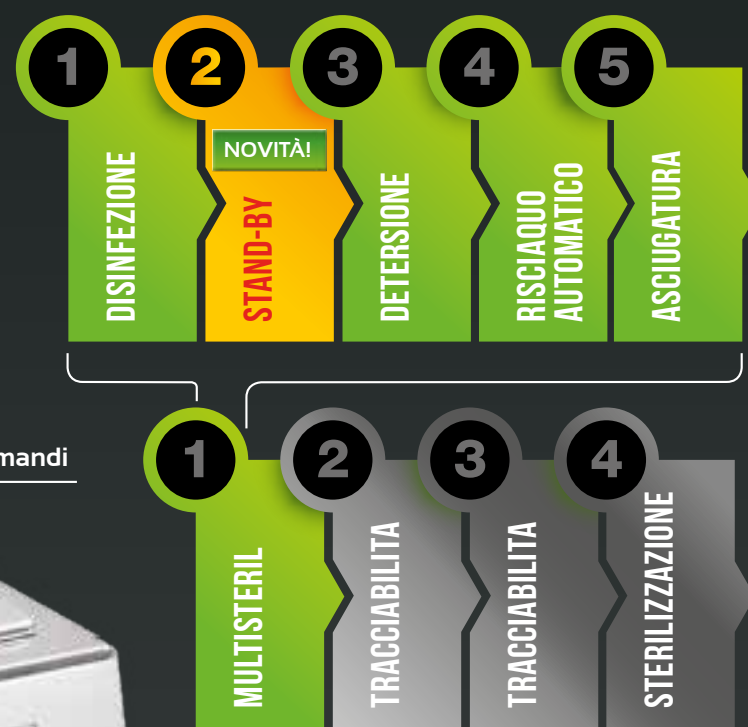 1
2
3
4
5
NOVITÀ!
DISINFEZIONE
STAND-BY
DETERSIONE
RISCIAQUO
AUTOMATICO
ASCIUGATURA
mandi
1
2
3
4
MULTISTERIL
TRACCIABILITA
TRACCIABILITA
STERILIZZAZIONE